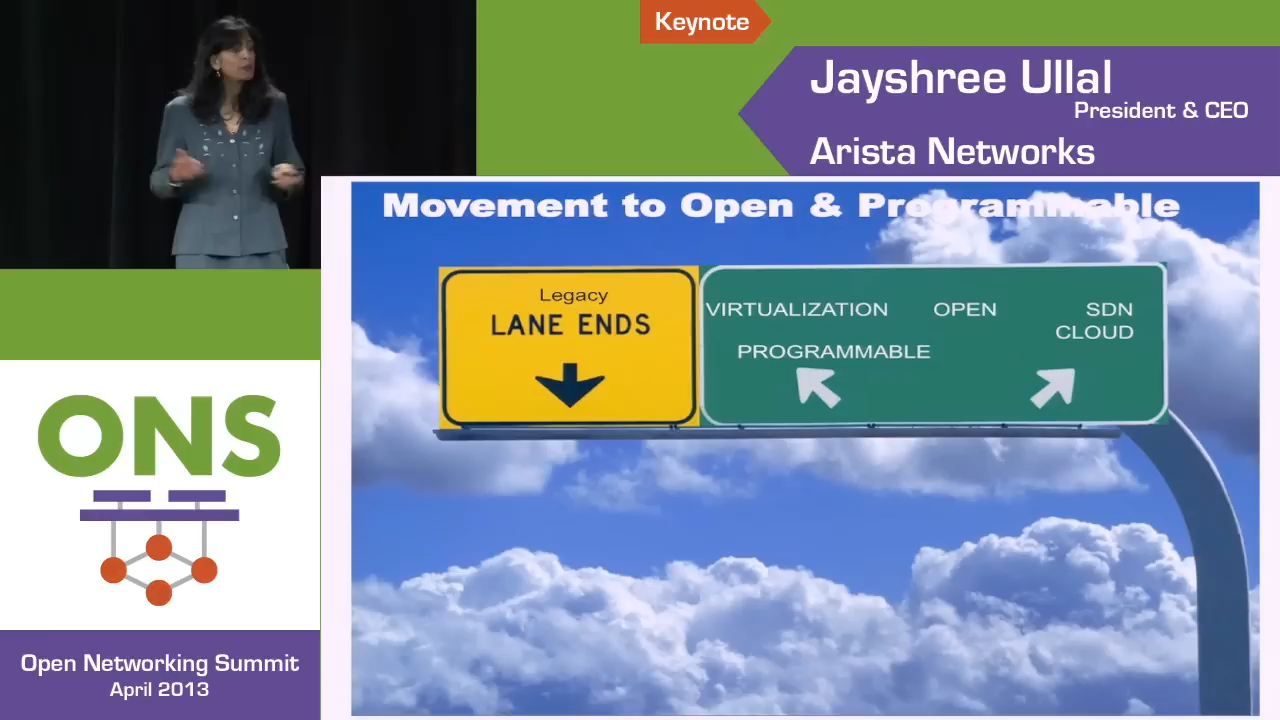 Keynote
Jayshree Ullal
President & CEO
Arista Networks
Movement to Open & Programmable
Legacy
LANE ENDS
VIRTUALIZATION OPEN SDN
CLOUD
PROGRAMMABLE
ONS
Open Networking Summit
April 2013